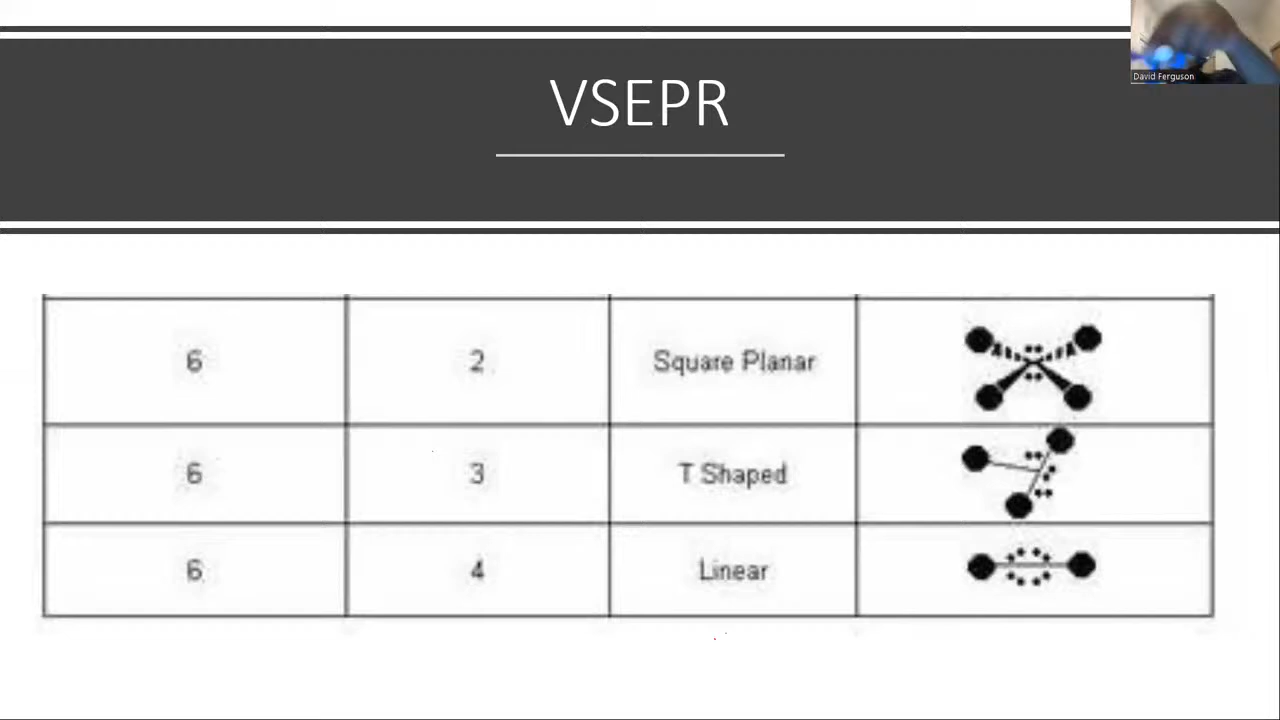 David Ferguson
VSEPR
6 2 Square Planar
6 3 T Shaped
6 4 Linear